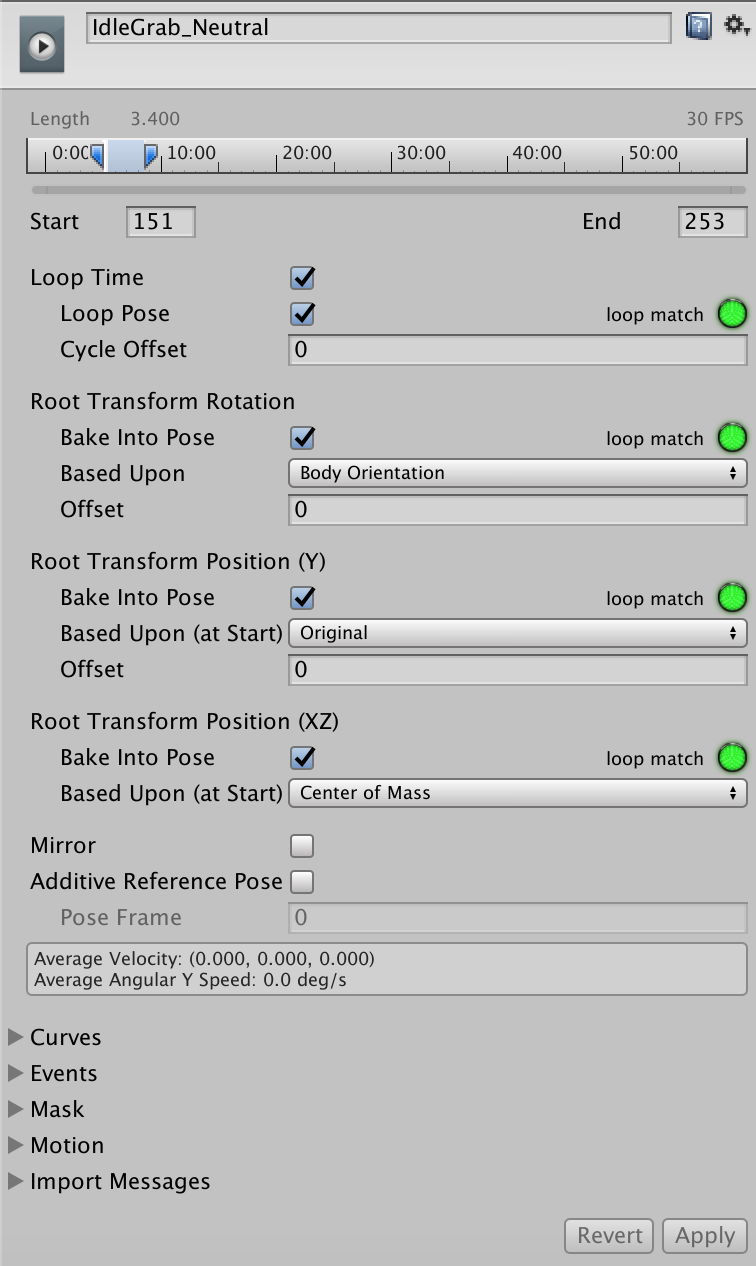 IdleGrab_Neutral
Length 3.400 30 FPS
0:00 10:00 20:00 30:00 40:00 50:00
Start 151 End 253
Loop Time
Loop Pose loop match
Cycle Offset 0
Root Transform Rotation
Bake Into Pose loop match
Based Upon Body Orientation
Offset 0
Root Transform Position (Y)
Bake Into Pose loop match
Based Upon (at Start) Original
Offset 0
Root Transform Position (XZ)
Bake Into Pose loop match
Based Upon (at Start) Center of Mass
Mirror
Additive Reference Pose
Pose Frame 0
Average Velocity: (0.000, 0.000, 0.000)
Average Angular Y Speed: 0.0 deg/s
Curves
Events
Mask
Motion
Import Messages
Revert Apply